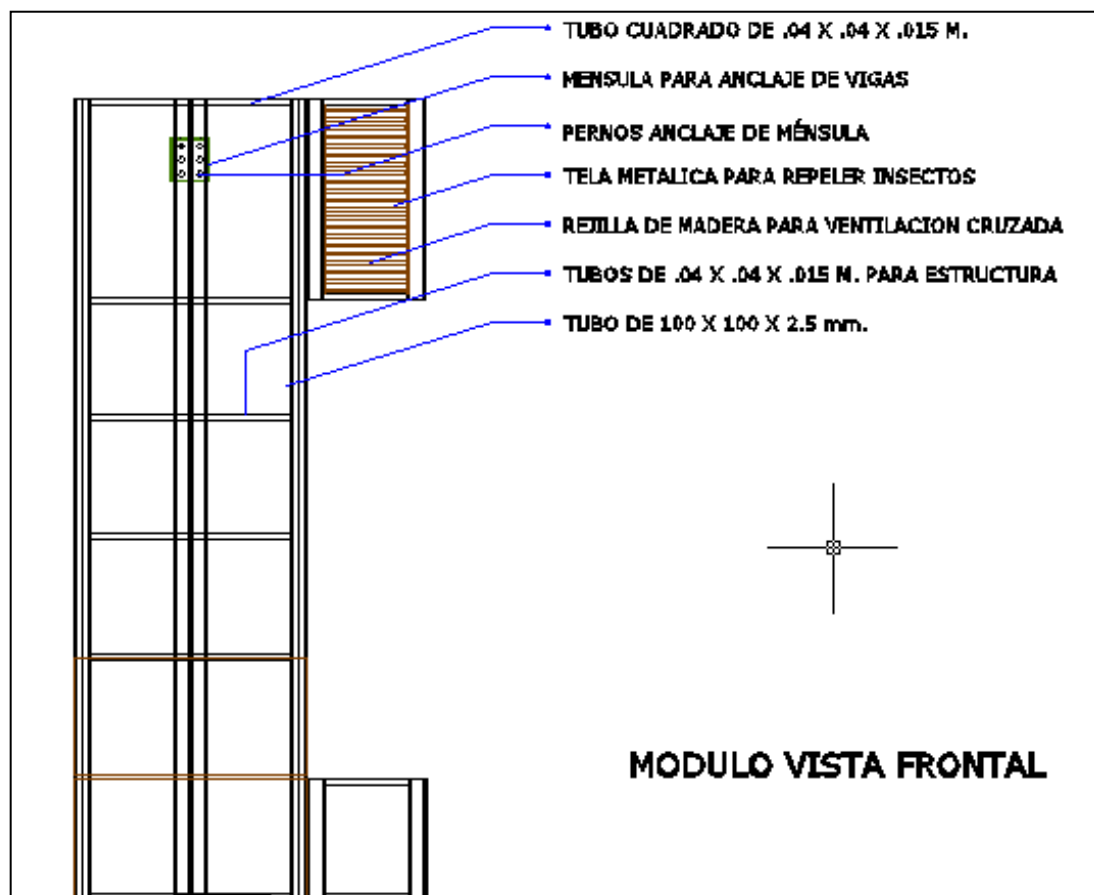 TUBO CUADRADO DE .04 X .04 X .015 M.
MENSULA PARA ANCLAJE DE VIGAS
PERNOS ANCLAJE DE MÉNSULA
TELA METALICA PARA REPELER INSECTOS
REJILLA DE MADERA PARA VENTILACION CRUZADA
TUBOS DE .04 X .04 X .015 M. PARA ESTRUCTURA
TUBO DE 100 X 100 X 2.5 mm.
MODULO VISTA FRONTAL